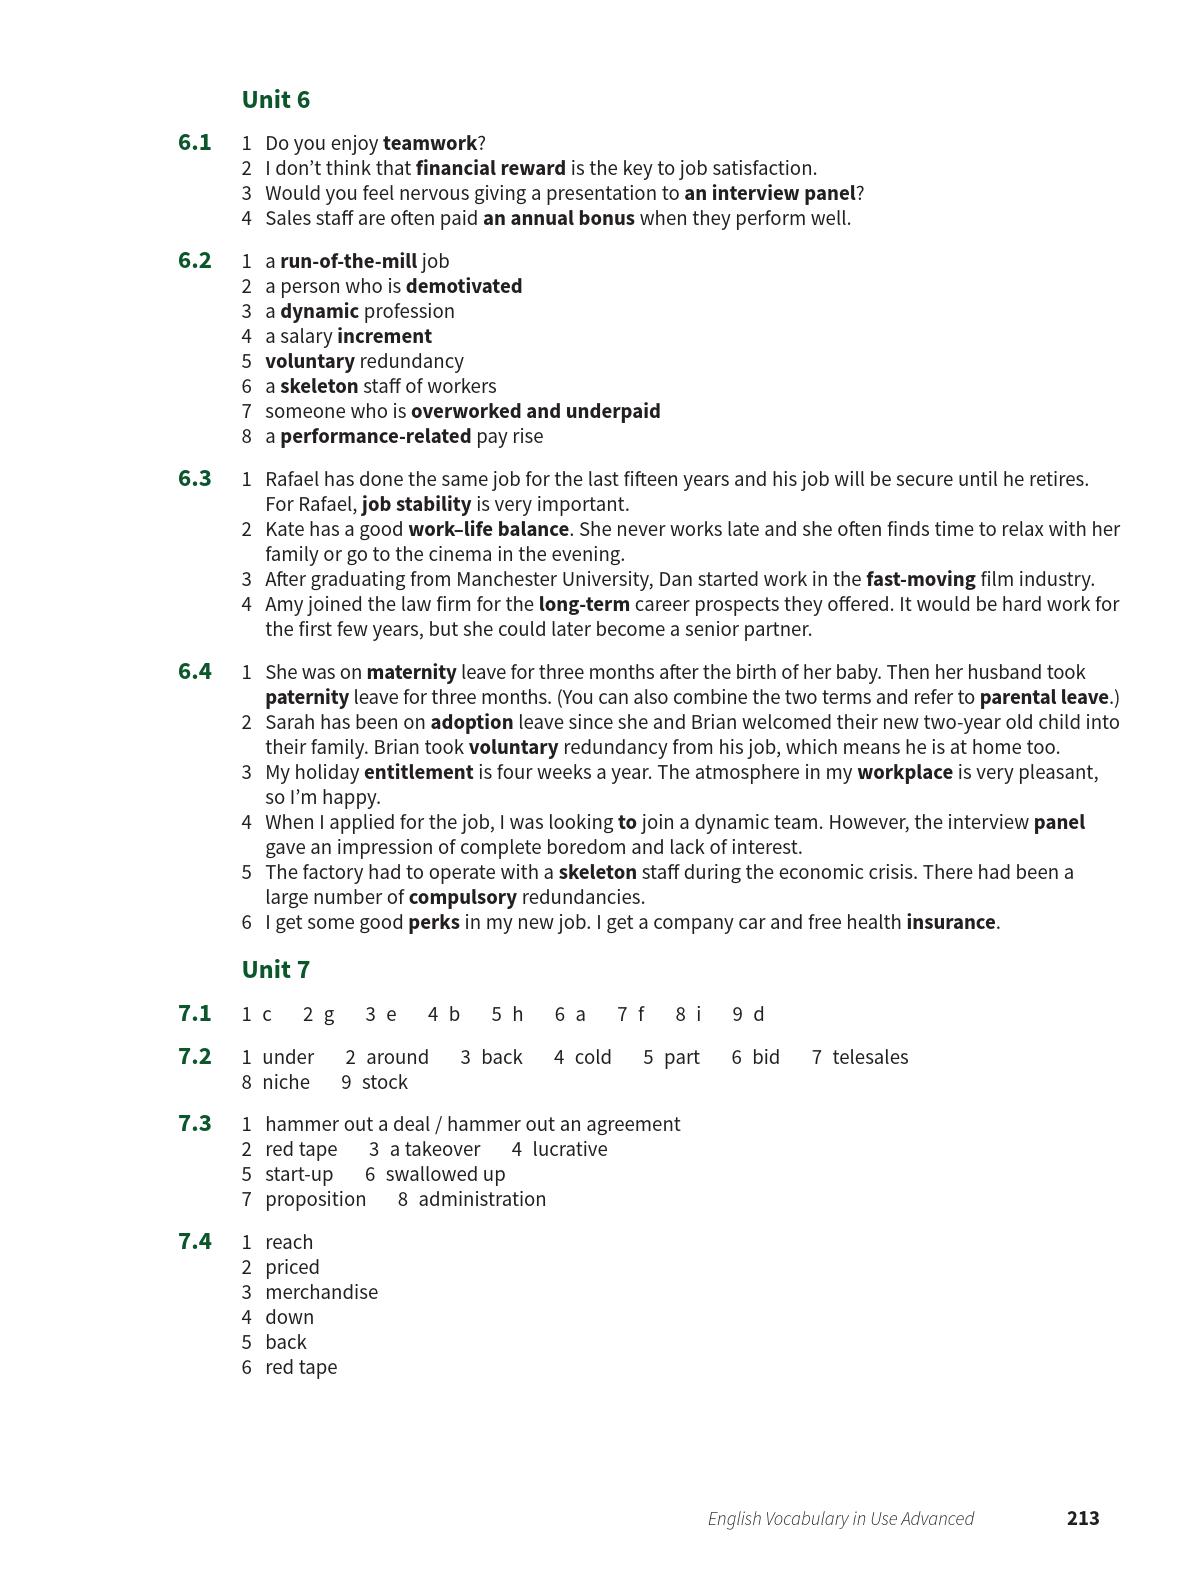 Unit 6
6.1 1 Do you enjoy teamwork?
2 I don’t think that financial reward is the key to job satisfaction.
3 Would you feel nervous giving a presentation to an interview panel?
4 Sales staff are often paid an annual bonus when they perform well.
6.2 1 a run-of-the-mill job
2 a person who is demotivated
3 a dynamic profession
4 a salary increment
5 voluntary redundancy
6 a skeleton staff of workers
7 someone who is overworked and underpaid
8 a performance-related pay rise
6.3 1 Rafael has done the same job for the last fifteen years and his job will be secure until he retires.
For Rafael, job stability is very important.
2 Kate has a good work–life balance. She never works late and she often finds time to relax with her
family or go to the cinema in the evening.
3 After graduating from Manchester University, Dan started work in the fast-moving film industry.
4 Amy joined the law firm for the long-term career prospects they offered. It would be hard work for
the first few years, but she could later become a senior partner.
6.4 1 She was on maternity leave for three months after the birth of her baby. Then her husband took
paternity leave for three months. (You can also combine the two terms and refer to parental leave.)
2 Sarah has been on adoption leave since she and Brian welcomed their new two-year old child into
their family. Brian took voluntary redundancy from his job, which means he is at home too.
3 My holiday entitlement is four weeks a year. The atmosphere in my workplace is very pleasant,
so I’m happy.
4 When I applied for the job, I was looking to join a dynamic team. However, the interview panel
gave an impression of complete boredom and lack of interest.
5 The factory had to operate with a skeleton staff during the economic crisis. There had been a
large number of compulsory redundancies.
6 I get some good perks in my new job. I get a company car and free health insurance.
Unit 7
7.1 1 c 2 g 3 e 4 b 5 h 6 a 7 f 8 i 9 d
7.2 1 under 2 around 3 back 4 cold 5 part 6 bid 7 telesales
8 niche 9 stock
7.3 1 hammer out a deal / hammer out an agreement
2 red tape 3 a takeover 4 lucrative
5 start-up 6 swallowed up
7 proposition 8 administration
7.4 1 reach
2 priced
3 merchandise
4 down
5 back
6 red tape
English Vocabulary in Use Advanced 213